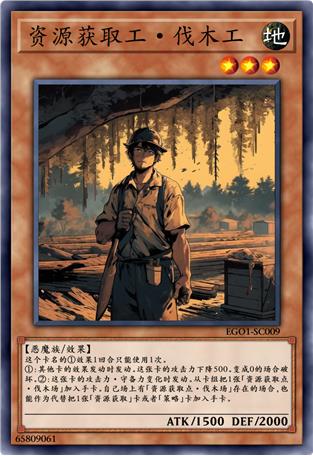 资源获取工·伐木工
地
EGO1-SC009
【恶魔族/效果】
这个卡名的①效果1回合只能使用1次。
①:其他卡的效果发动时发动。这张卡的攻击力下降500。变成0的场合破
坏。②:这张卡的攻击力·守备力变化时发动。从卡组把1张「资源获取点
·伐木场」加入手卡。自己场上有「资源获取点·伐木场」存在的场合,也
能作为代替把1张「资源获取」卡或者「策略」卡加入手卡。
ATK/1500 DEF/2000
65809061